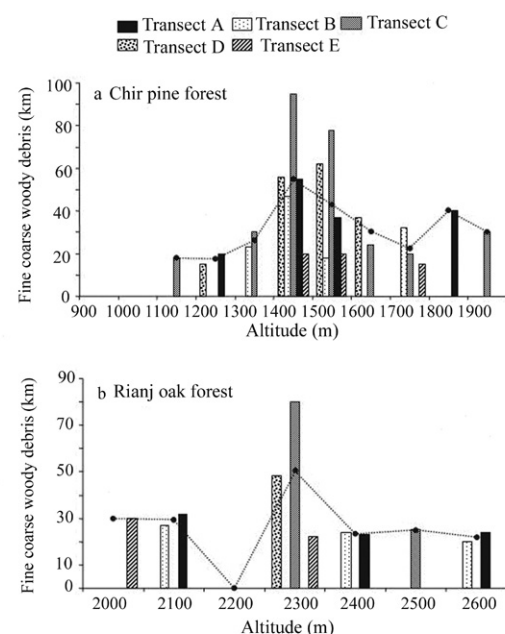 Transect A Transect B Transect C
Transect D Transect E
a Chir pine forest
Fine coarse woody debris (km)
100
80
60
40
20
0
900 1000 1100 1200 1300 1400 1500 1600 1700 1800 1900
Altitude (m)
b Rianj oak forest
Fine coarse woody debris (km)
90
50
60
30
30
0
2000 2100 2200 2300 2400 2500 2600
Altitude (m)